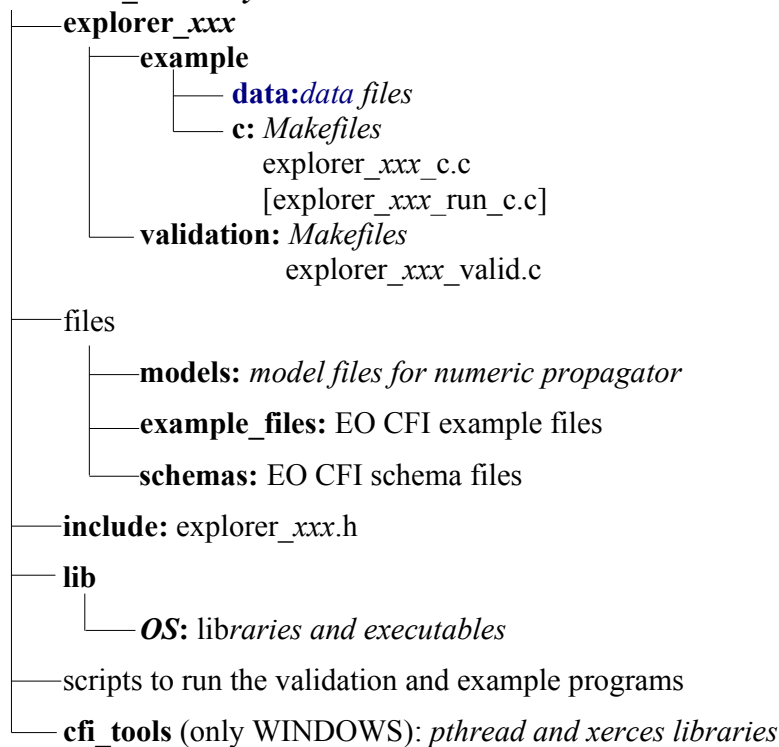 explorer_xxx
example
data:data files
c: Makefiles
explorer_xxx_c.c
[explorer_xxx_run_c.c]
validation: Makefiles
explorer_xxx_valid.c
files
models: model files for numeric propagator
example_files: EO CFI example files
schemas: EO CFI schema files
include: explorer_xxx.h
lib
OS: libraries and executables
scripts to run the validation and example programs
cfi_tools (only WINDOWS): pthread and xerces libraries